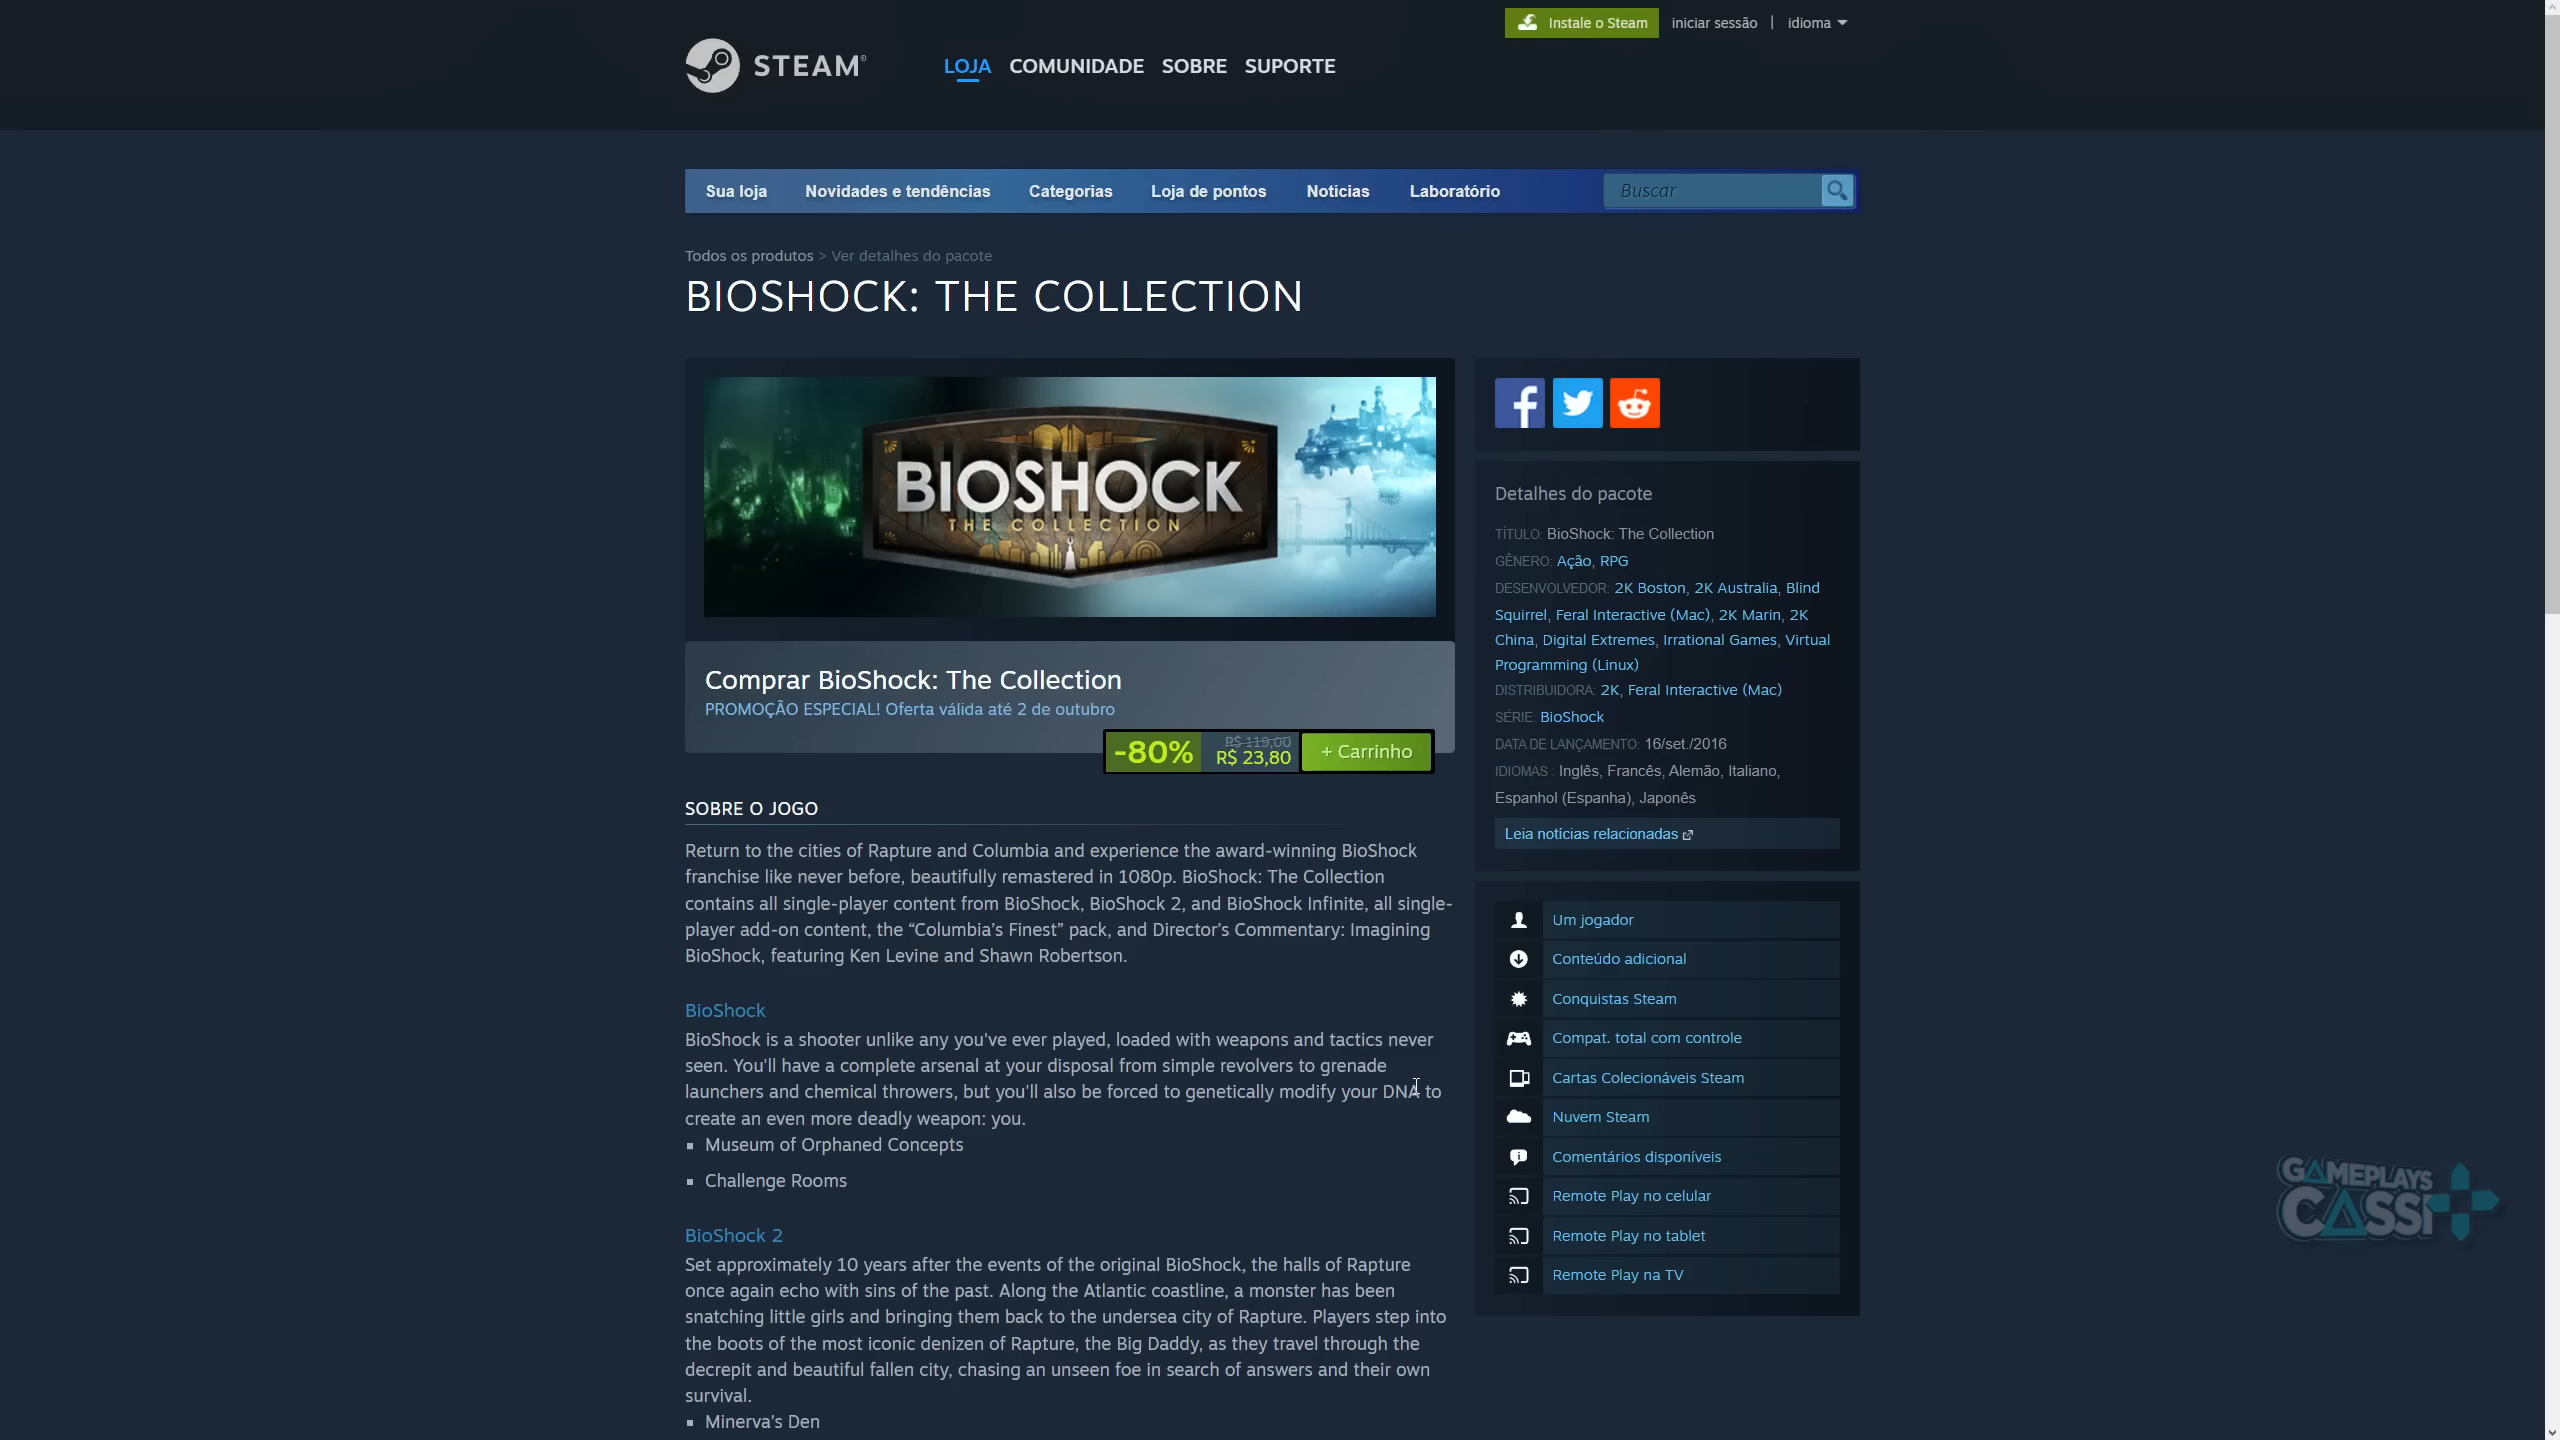 Instale o Steam
iniciar sessão | idioma
STEAM®
LOJA COMUNIDADE SOBRE SUPORTE
Sua loja Novidades e tendências Categorias Loja de pontos Notícias Laboratório Buscar
Todos os produtos > Ver detalhes do pacote
BIOSHOCK: THE COLLECTION
BIOSHOCK
THE COLLECTION
Comprar BioShock: The Collection
PROMOÇÃO ESPECIAL! Oferta válida até 2 de outubro
-80% R$ 119,00
R$ 23,80
+ Carrinho
SOBRE O JOGO
Return to the cities of Rapture and Columbia and experience the award-winning BioShock
franchise like never before, beautifully remastered in 1080p. BioShock: The Collection
contains all single-player content from BioShock, BioShock 2, and BioShock Infinite, all single-
player add-on content, the “Columbia’s Finest” pack, and Director’s Commentary: Imagining
BioShock, featuring Ken Levine and Shawn Robertson.
BioShock
BioShock is a shooter unlike any you've ever played, loaded with weapons and tactics never
seen. You'll have a complete arsenal at your disposal from simple revolvers to grenade
launchers and chemical throwers, but you'll also be forced to genetically modify your DNA to
create an even more deadly weapon: you.
▪ Museum of Orphaned Concepts
▪ Challenge Rooms
BioShock 2
Set approximately 10 years after the events of the original BioShock, the halls of Rapture
once again echo with sins of the past. Along the Atlantic coastline, a monster has been
snatching little girls and bringing them back to the undersea city of Rapture. Players step into
the boots of the most iconic denizen of Rapture, the Big Daddy, as they travel through the
decrepit and beautiful fallen city, chasing an unseen foe in search of answers and their own
survival.
▪ Minerva’s Den
Detalhes do pacote
TÍTULO: BioShock: The Collection
GÊNERO: Ação, RPG
DESENVOLVEDOR: 2K Boston, 2K Australia, Blind
Squirrel, Feral Interactive (Mac), 2K Marin, 2K
China, Digital Extremes, Irrational Games, Virtual
Programming (Linux)
DISTRIBUIDORA: 2K, Feral Interactive (Mac)
SÉRIE: BioShock
DATA DE LANÇAMENTO: 16/set./2016
IDIOMAS : Inglês, Francês, Alemão, Italiano,
Espanhol (Espanha), Japonês
Leia notícias relacionadas
Um jogador
Conteúdo adicional
Conquistas Steam
Compat. total com controle
Cartas Colecionáveis Steam
Nuvem Steam
Comentários disponíveis
Remote Play no celular
Remote Play no tablet
Remote Play na TV
GAMEPLAYS
CASSI